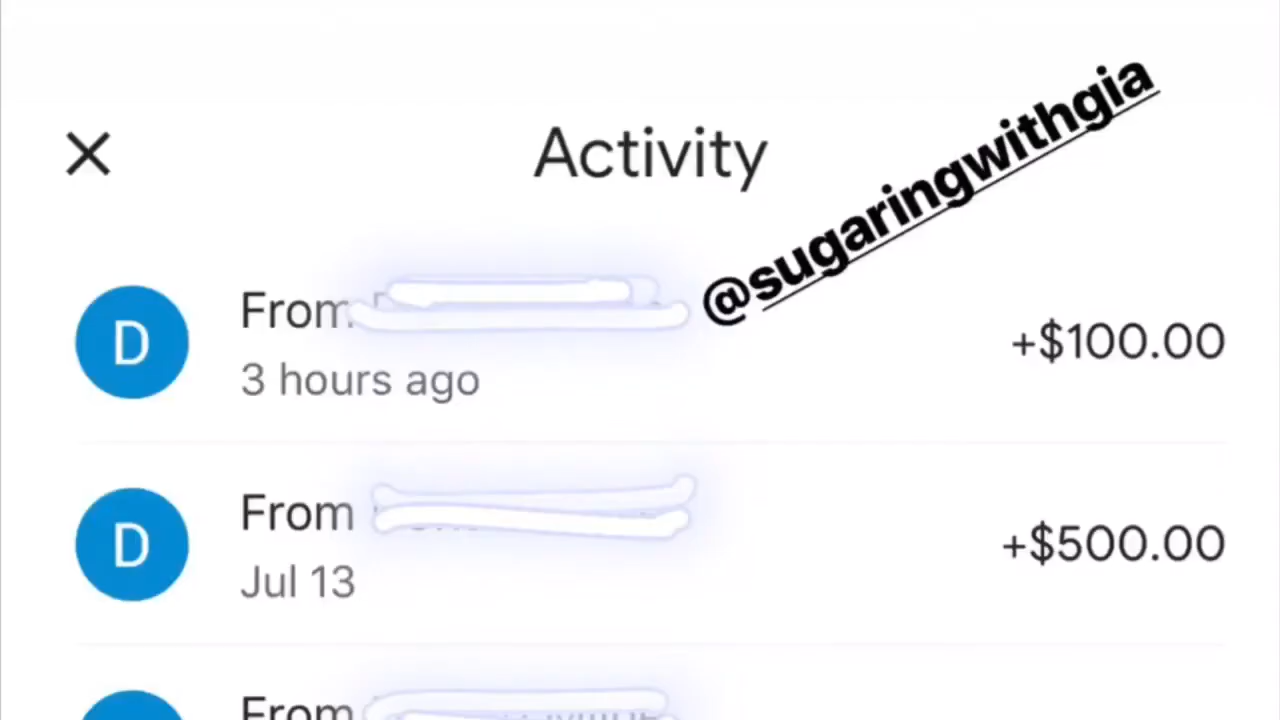 @sugaringwithgia
Activity
D
From
+$100.00
3 hours ago
D
From
+$500.00
Jul 13
From